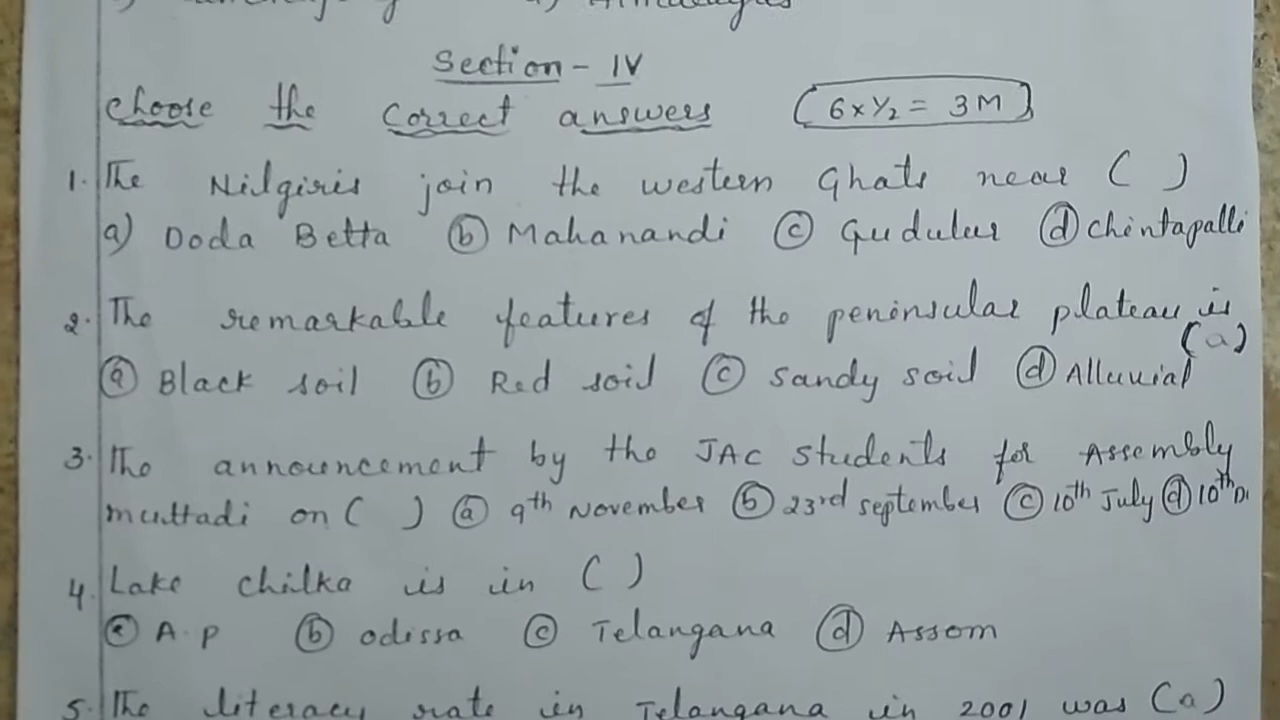 Section - IV
choose the correct answers (6x1/2 = 3M)
1. The Nilgiris join the western Ghats near ( )
a) Doda Betta b) Mahanandi c) Gudulur d) chintapalli
2. The remarkable features of the peninsular plateau is
(a)
a) Black soil b) Red soil c) sandy soil d) Alluvial
3. The announcement by the JAC students for Assembly
muttadi on ( ) a) 9th November b) 23rd september c) 10th July d) 10th D
4. Lake chilka is in ( )
a) A.p b) odissa c) Telangana d) Assom
5. The literacy rate in Telangana in 2001 was (a)